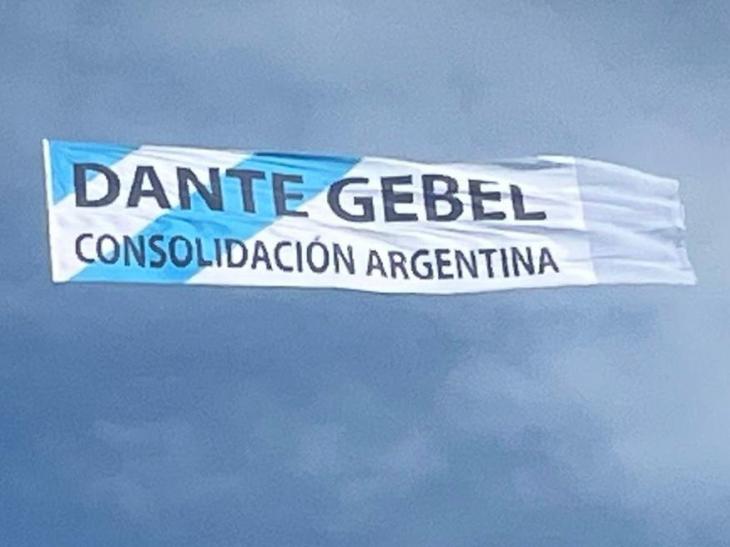 DANTE GEBEL
CONSOLIDACIÓN ARGENTINA